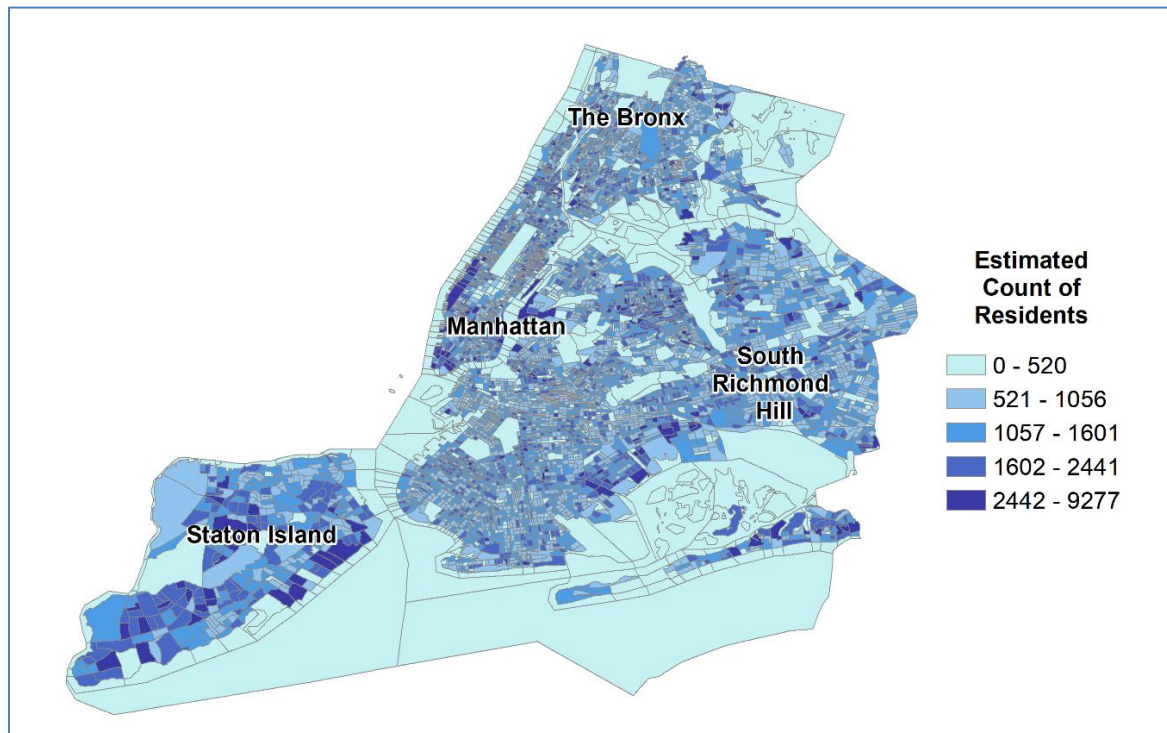 The Bronx
Manhattan
South
Richmond
Hill
Staton Island
Estimated
Count of
Residents
0 - 520
521 - 1056
1057 - 1601
1602 - 2441
2442 - 9277